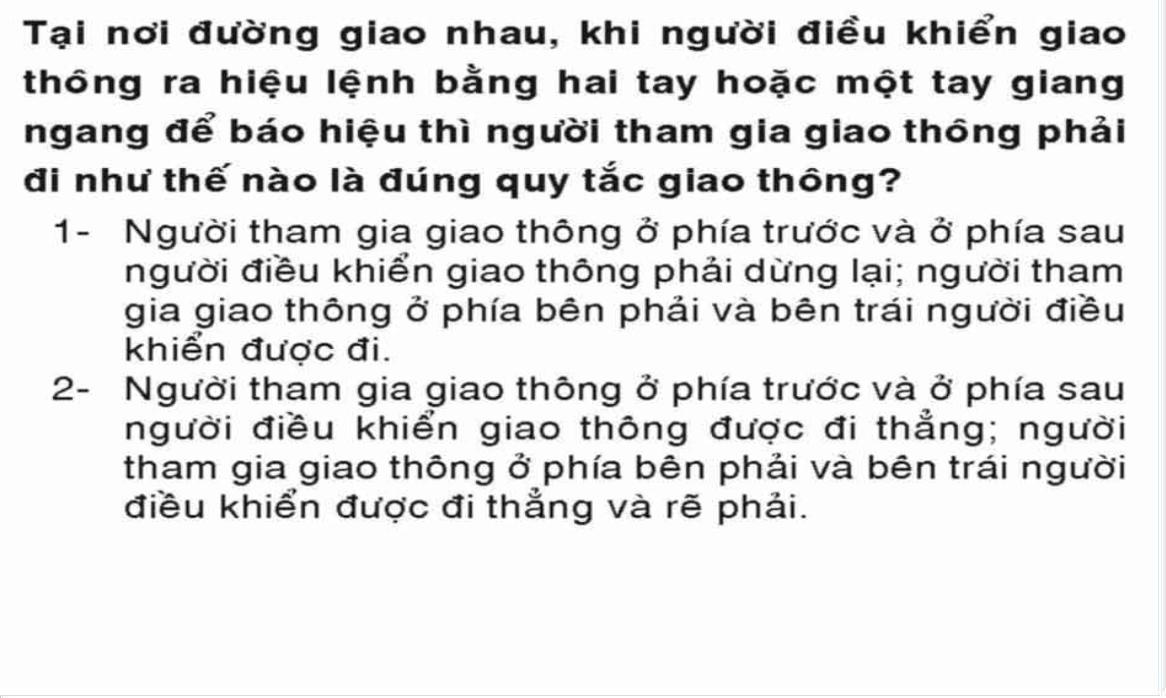 Tại nơi đường giao nhau, khi người điều khiển giao
thông ra hiệu lệnh bằng hai tay hoặc một tay giang
ngang để báo hiệu thì người tham gia giao thông phải
đi như thế nào là đúng quy tắc giao thông?
1- Người tham gia giao thông ở phía trước và ở phía sau
người điều khiển giao thông phải dừng lại; người tham
gia giao thông ở phía bên phải và bên trái người điều
khiển được đi.
2- Người tham gia giao thông ở phía trước và ở phía sau
người điều khiển giao thông được đi thẳng; người
tham gia giao thông ở phía bên phải và bên trái người
điều khiển được đi thẳng và rẽ phải.